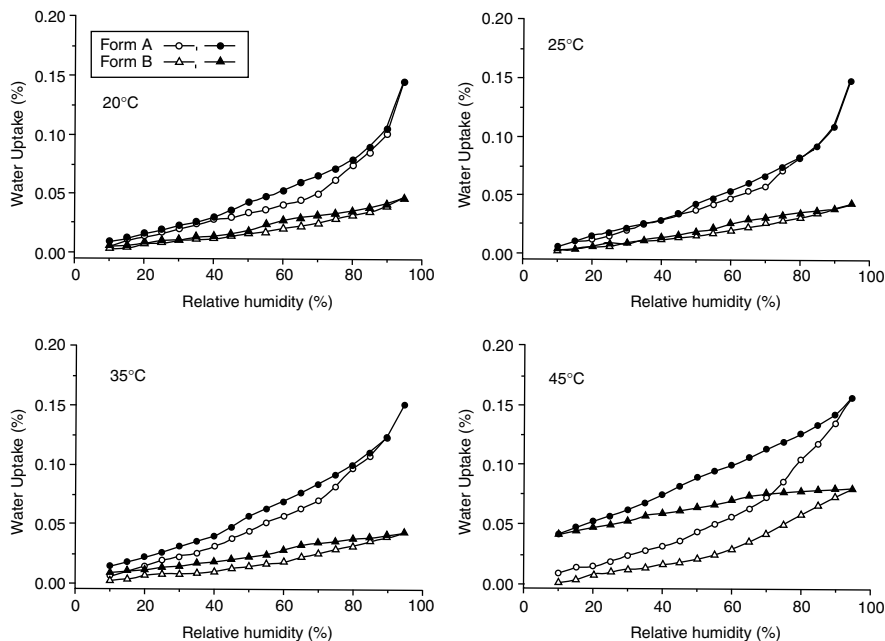 0.20
0.15
0.10
0.05
0.00
Water Uptake (%)
Form A
Form B
20°C
0 20 40 60 80 100
Relative humidity (%)
0.20
0.15
0.10
0.05
0.00
Water Uptake (%)
25°C
0 20 40 60 80 100
Relative humidity (%)
0.20
0.15
0.10
0.05
0.00
Water Uptake (%)
35°C
0 20 40 60 80 100
Relative humidity (%)
0.20
0.15
0.10
0.05
0.00
Water Uptake (%)
45°C
0 20 40 60 80 100
Relative humidity (%)